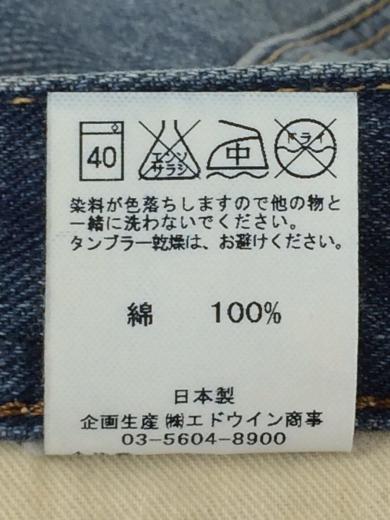 40 エンソ 中 ドライ
サラシ
染料が色落ちしますので他の物と
一緒に洗わないでください。
タンブラー乾燥は、お避けください。
綿 100%
日本製
企画生産 ㈱エドウイン商事
03-5604-8900